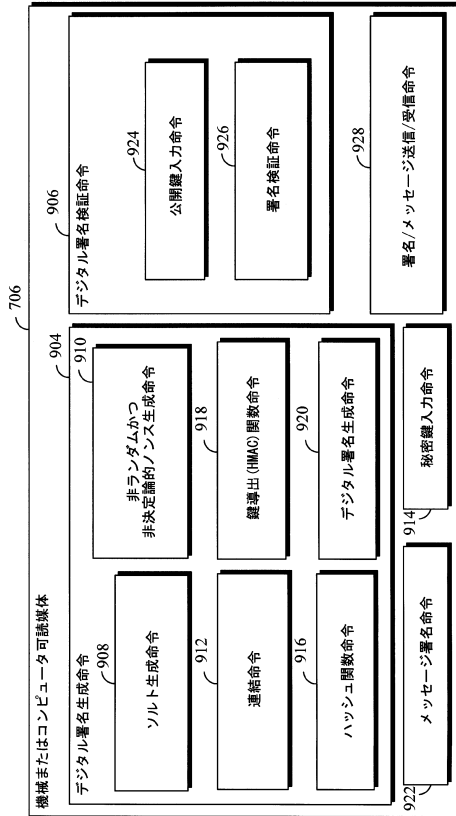 706
機械またはコンピュータ可読媒体
904
デジタル署名生成命令
908
ソルト生成命令
910
非ランダムかつ
非決定論的ノンス生成命令
912
連結命令
918
鍵導出(HMAC)関数命令
916
ハッシュ関数命令
920
デジタル署名生成命令
922
メッセージ署名命令
914
秘密鍵入力命令
906
デジタル署名検証命令
924
公開鍵入力命令
926
署名検証命令
928
署名/メッセージ送信/受信命令